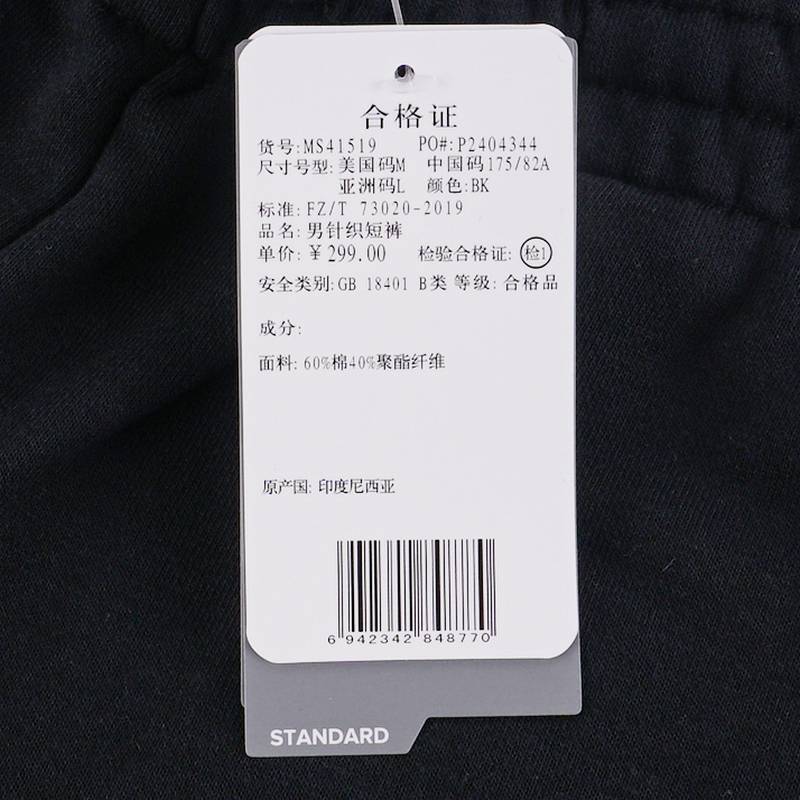 合格证
货号:MS41519 PO#:P2404344
尺寸号型:美国码M 中国码175/82A
亚洲码L 颜色:BK
标准:FZ/T 73020-2019
品名:男针织短裤
单价:¥299.00 检验合格证:检1
安全类别:GB 18401 B类 等级:合格品
成分:
面料:60%棉40%聚酯纤维
原产国:印度尼西亚
6 942342 848770
STANDARD